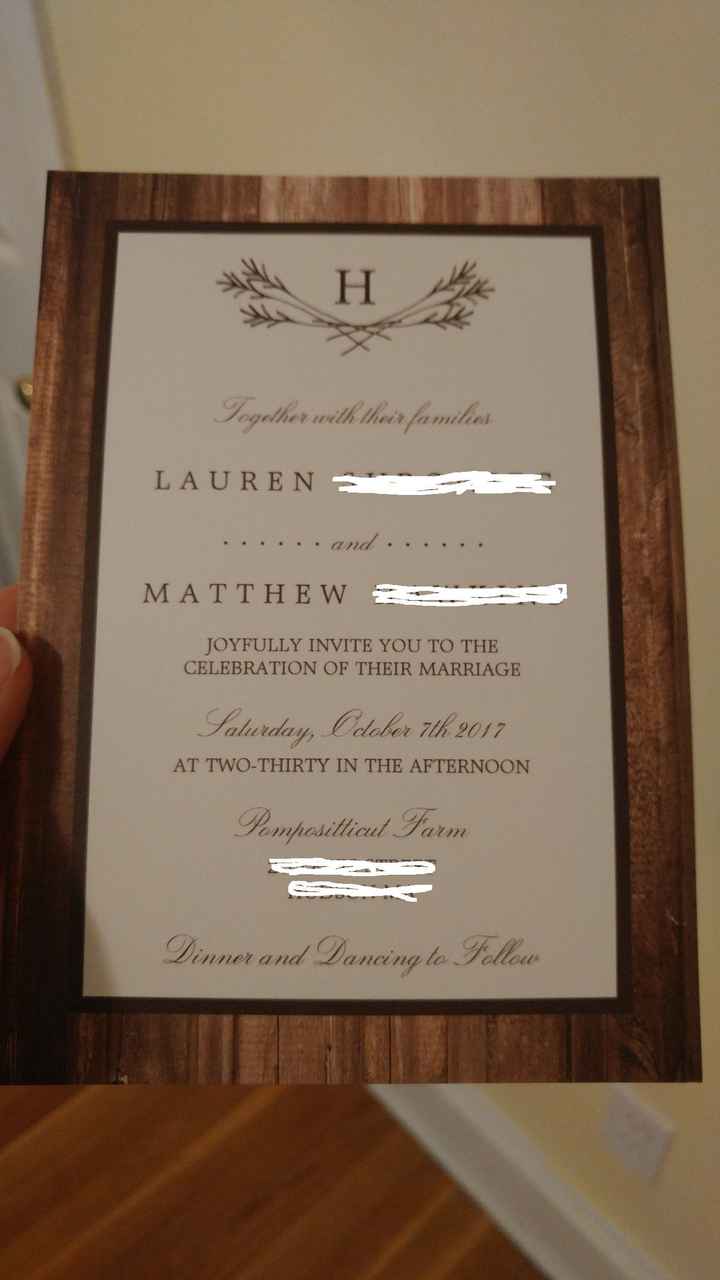 H
Together with their families
LAUREN
and
MATTHEW
JOYFULLY INVITE YOU TO THE
CELEBRATION OF THEIR MARRIAGE
Saturday, October 7th 2017
AT TWO-THIRTY IN THE AFTERNOON
Pompositticut Farm
Dinner and Dancing to Follow